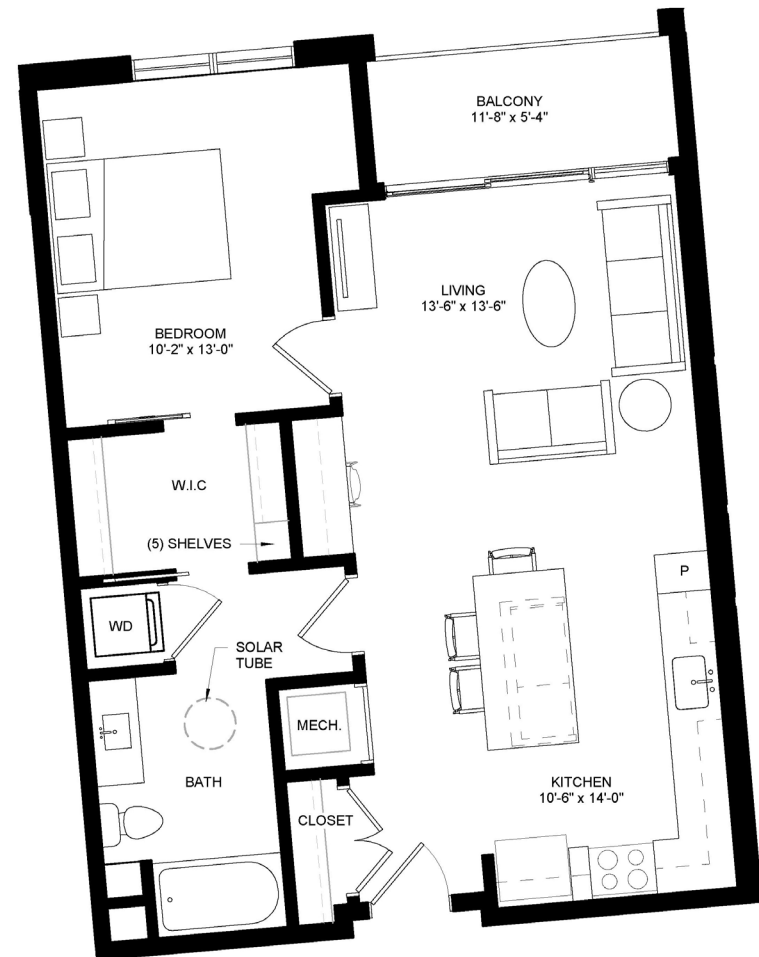 BALCONY
11'-8" x 5'-4"
LIVING
13'-6" x 13'-6"
BEDROOM
10'-2" x 13'-0"
W.I.C
(5) SHELVES
P
WD
SOLAR
TUBE
MECH.
BATH
KITCHEN
10'-6" x 14'-0"
CLOSET